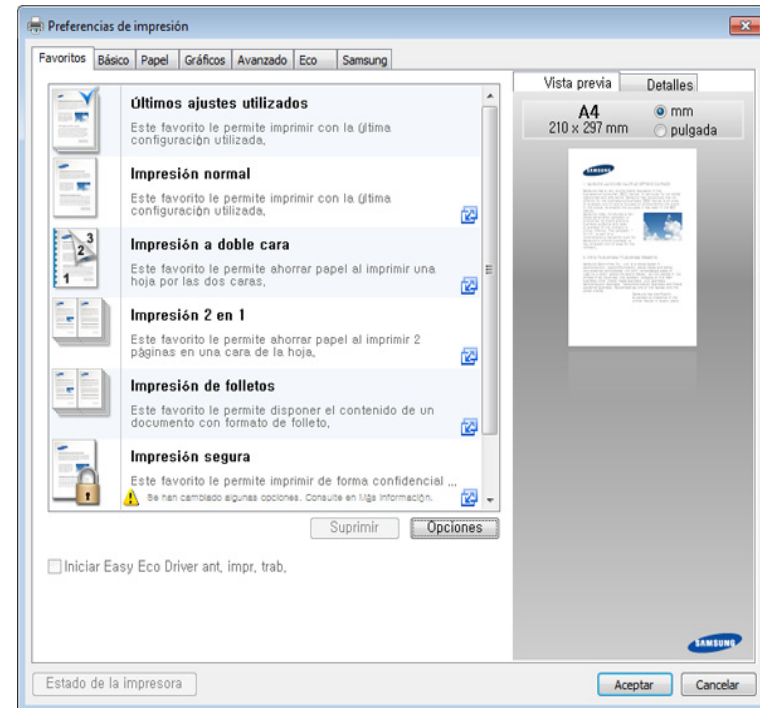 Preferencias de impresión
Favoritos Básico Papel Gráficos Avanzado Eco Samsung
Últimos ajustes utilizados
Este favorito le permite imprimir con la última
configuración utilizada.
Impresión normal
Este favorito le permite imprimir con la última
configuración utilizada.
Impresión a doble cara
Este favorito le permite ahorrar papel al imprimir una
hoja por las dos caras.
Impresión 2 en 1
Este favorito le permite ahorrar papel al imprimir 2
páginas en una cara de la hoja.
Impresión de folletos
Este favorito le permite disponer el contenido de un
documento con formato de folleto.
Impresión segura
Este favorito le permite imprimir de forma confidencial ...
Se han cambiado algunas opciones. Consulte en Más información.
Suprimir Opciones
Iniciar Easy Eco Driver ant. impr. trab.
Vista previa Detalles
A4
210 x 297 mm
mm
pulgada
SAMSUNG
1
2
3
SAMSUNG
Estado de la impresora
Aceptar Cancelar